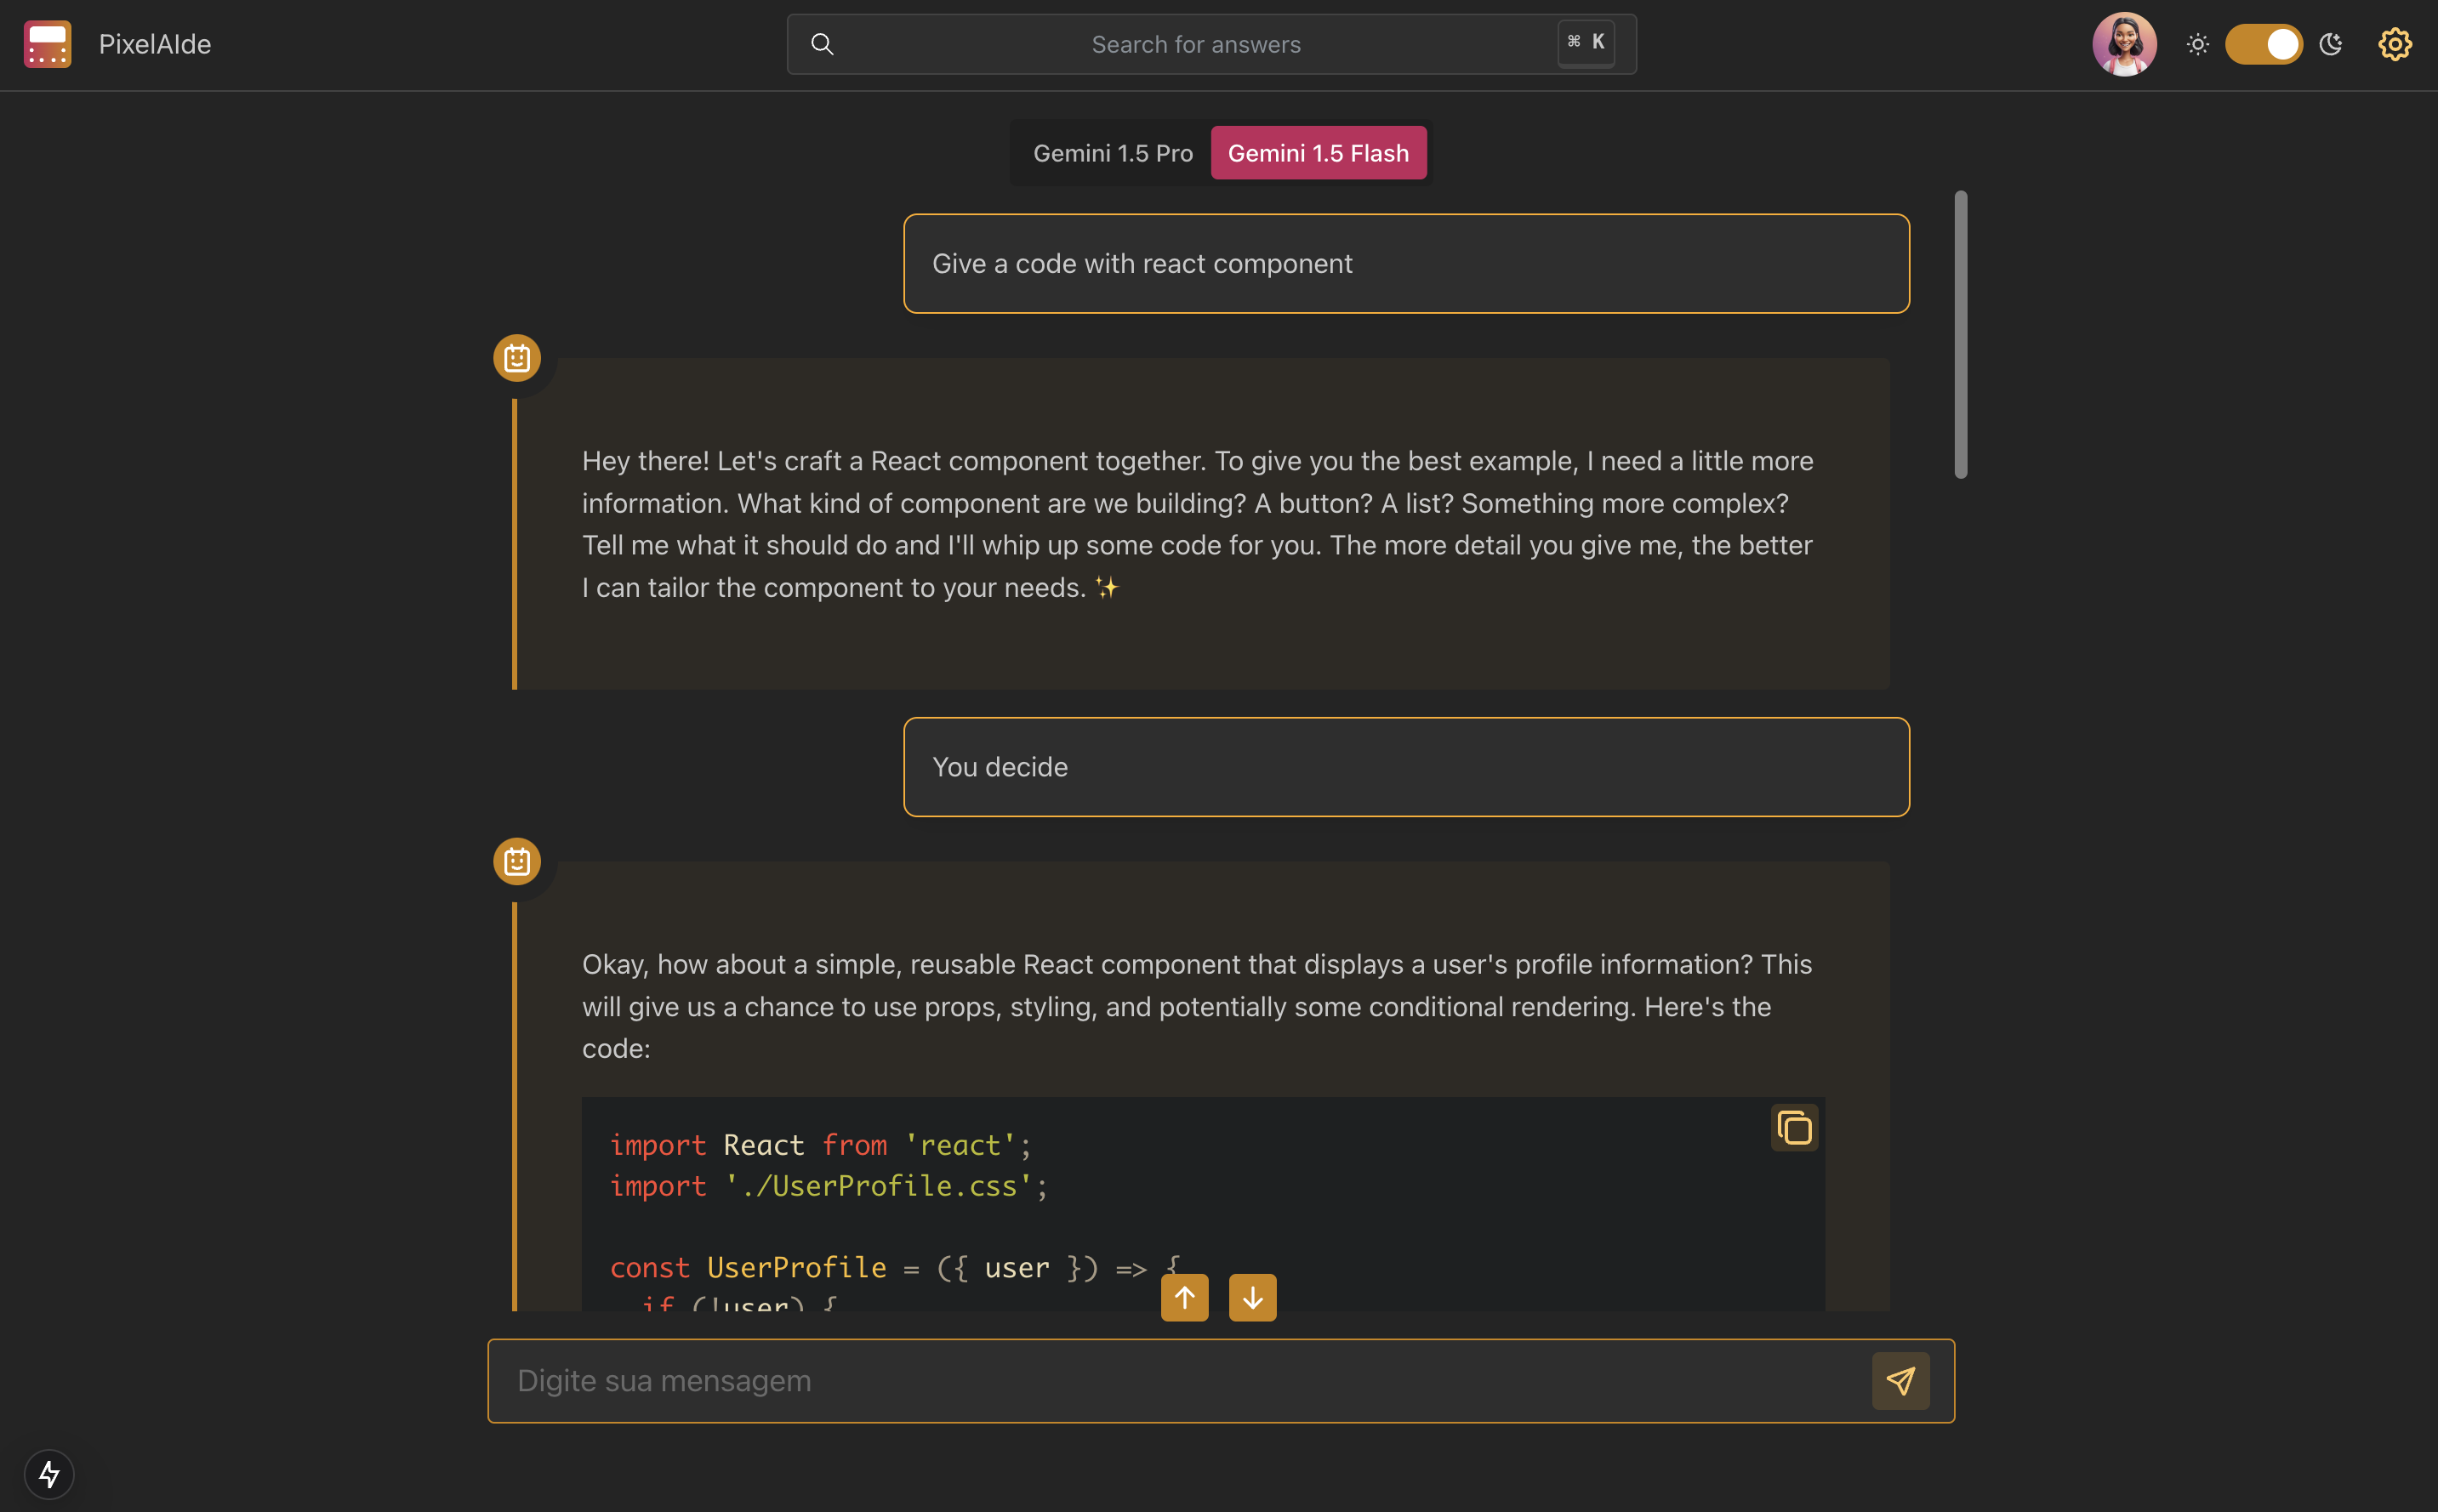 PixelAIde
Search for answers
⌘ K
Gemini 1.5 Pro
Gemini 1.5 Flash
Give a code with react component
Hey there! Let's craft a React component together. To give you the best example, I need a little more
information. What kind of component are we building? A button? A list? Something more complex?
Tell me what it should do and I'll whip up some code for you. The more detail you give me, the better
I can tailor the component to your needs. ✨
You decide
Okay, how about a simple, reusable React component that displays a user's profile information? This
will give us a chance to use props, styling, and potentially some conditional rendering. Here's the
code:
import React from 'react';
import './UserProfile.css';
const UserProfile = ({ user }) => {
if (!user) {
Digite sua mensagem